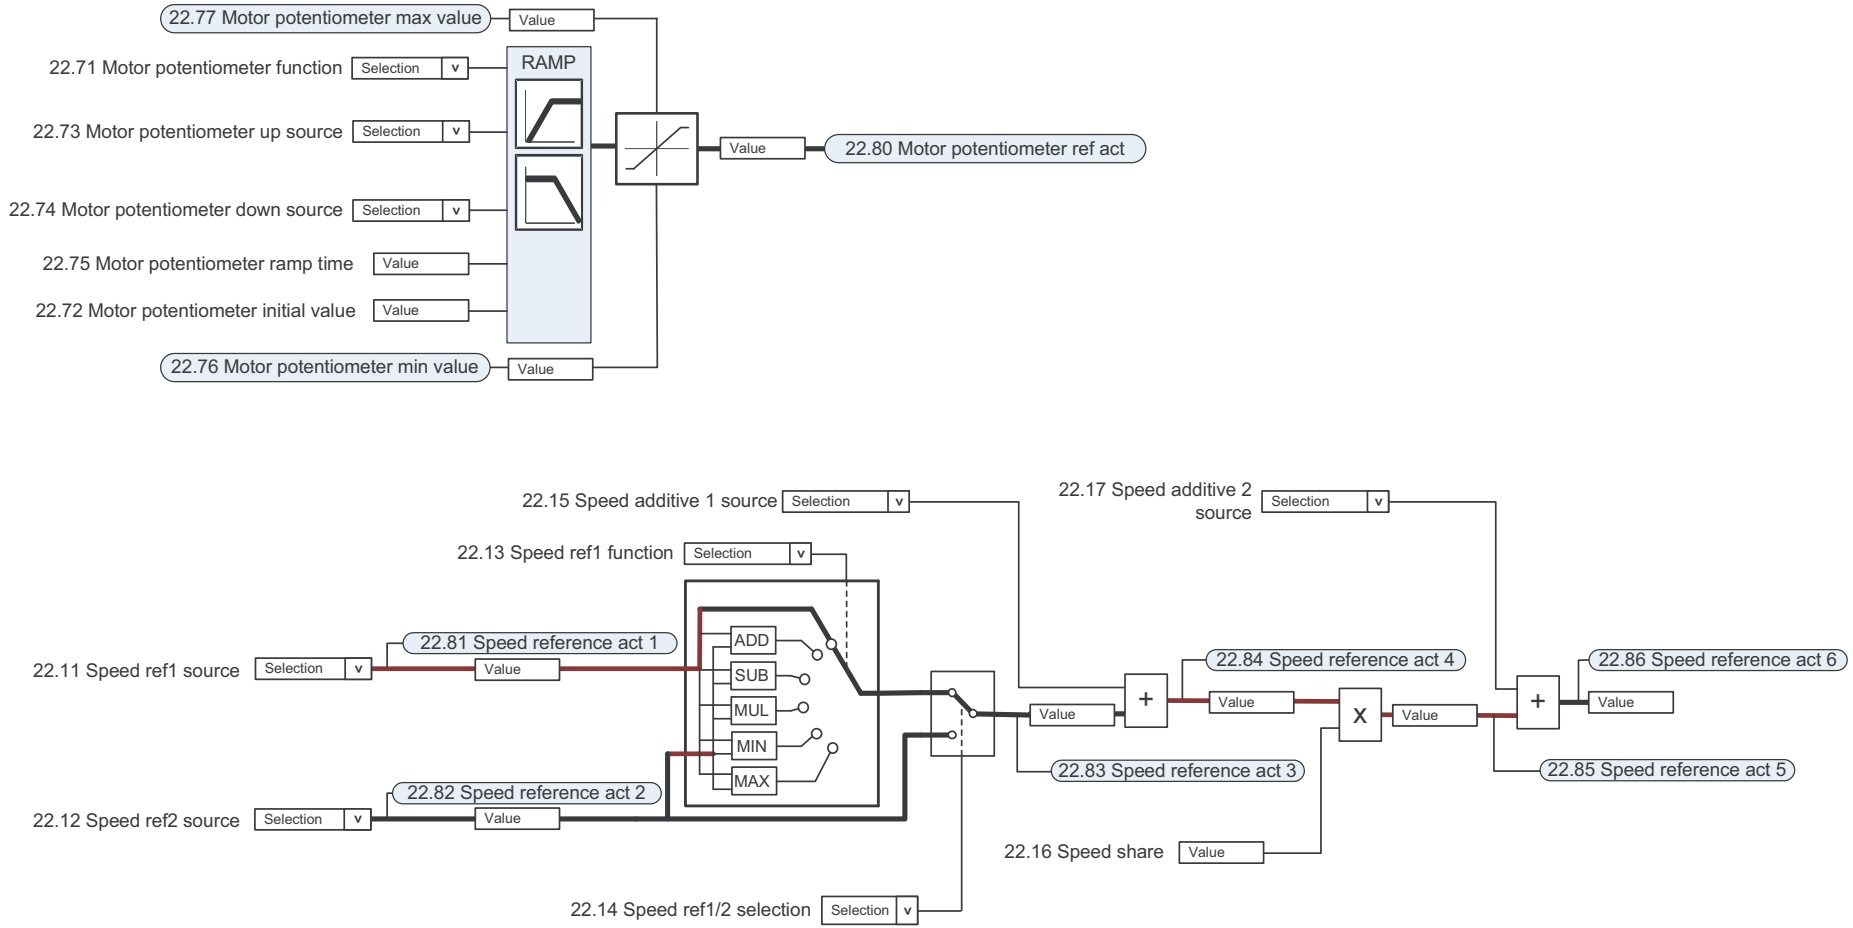 22.77 Motor potentiometer max value Value
22.71 Motor potentiometer function Selection v
RAMP
22.73 Motor potentiometer up source Selection v
Value 22.80 Motor potentiometer ref act
22.74 Motor potentiometer down source Selection v
22.75 Motor potentiometer ramp time Value
22.72 Motor potentiometer initial value Value
22.76 Motor potentiometer min value Value
22.15 Speed additive 1 source Selection v
22.17 Speed additive 2
source
Selection v
22.13 Speed ref1 function Selection v
22.81 Speed reference act 1
22.11 Speed ref1 source Selection v Value
ADD
SUB
MUL
MIN
MAX
22.82 Speed reference act 2
22.12 Speed ref2 source Selection v Value
Value
22.83 Speed reference act 3
+
22.84 Speed reference act 4
Value
X
Value
22.85 Speed reference act 5
+
22.86 Speed reference act 6
Value
22.16 Speed share Value
22.14 Speed ref1/2 selection Selection v